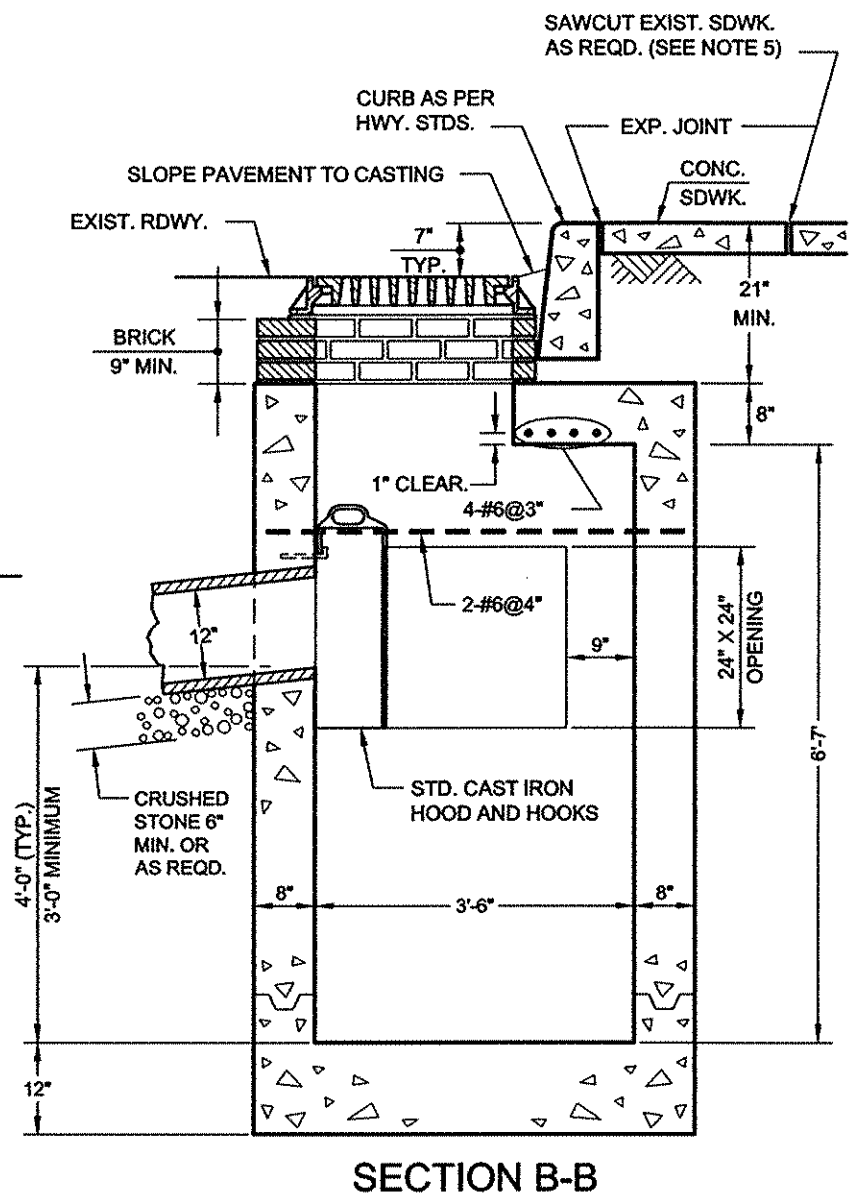 SAWCUT EXIST. SDWK.
AS REQD. (SEE NOTE 5)
CURB AS PER
HWY. STDS.
EXP. JOINT
SLOPE PAVEMENT TO CASTING
CONC.
SDWK.
EXIST. RDWY.
7"
TYP.
21"
MIN.
BRICK
9" MIN.
8"
1" CLEAR.
4-#6@3"
2-#6@4"
12"
9"
24" X 24"
OPENING
6'-7'
STD. CAST IRON
HOOD AND HOOKS
CRUSHED
STONE 6"
MIN. OR
AS REQD.
4'-0" (TYP.)
3'-0" MINIMUM
8"
3'-6"
8"
12"
SECTION B-B